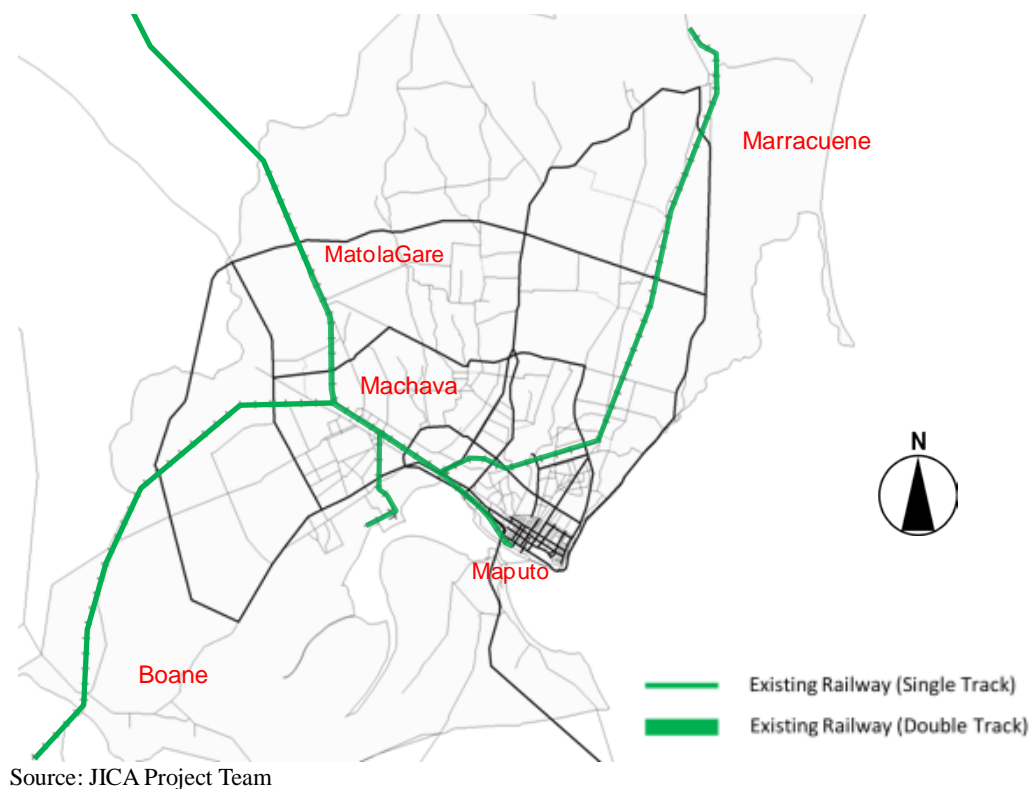 Marracuene
MatolaGare
Machava
N
Maputo
Boane
Existing Railway (Single Track)
Existing Railway (Double Track)
Source: JICA Project Team